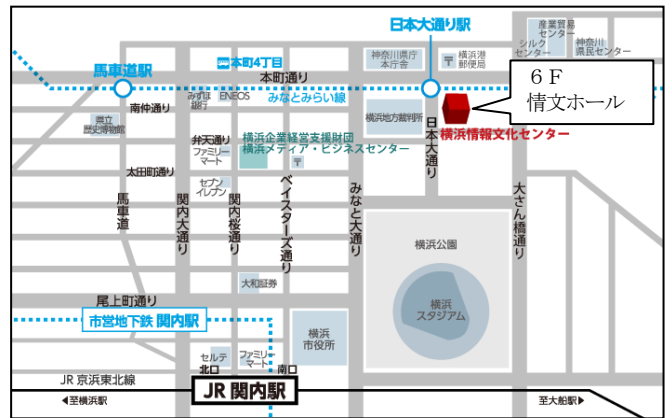 日本大通り駅
産業貿易
センター
シルク
センター
神奈川
県民センター
本町4丁目
神奈川県庁
本庁舎
横浜港
郵便局
馬車道駅
本町通り
６Ｆ
情文ホール
みずほ
銀行
ENEOS
みなとみらい線
南仲通り
県立
歴史博物館
横浜地方裁判所
横浜情報文化センター
弁天通り
ファミリー
マート
横浜企業経営支援財団
横浜メディア・ビジネスセンター
日本大通り
太田町通り
セブン
イレブン
馬車道
関内大通り
関内桜通り
ベイスターズ通り
みなと大通り
大さん橋通り
横浜公園
大和証券
横浜
スタジアム
尾上町通り
市営地下鉄 関内駅
横浜
市役所
セルテ
ファミリー
マート
北口
南口
JR 京浜東北線
JR 関内駅
◀至横浜駅
至大船駅▶